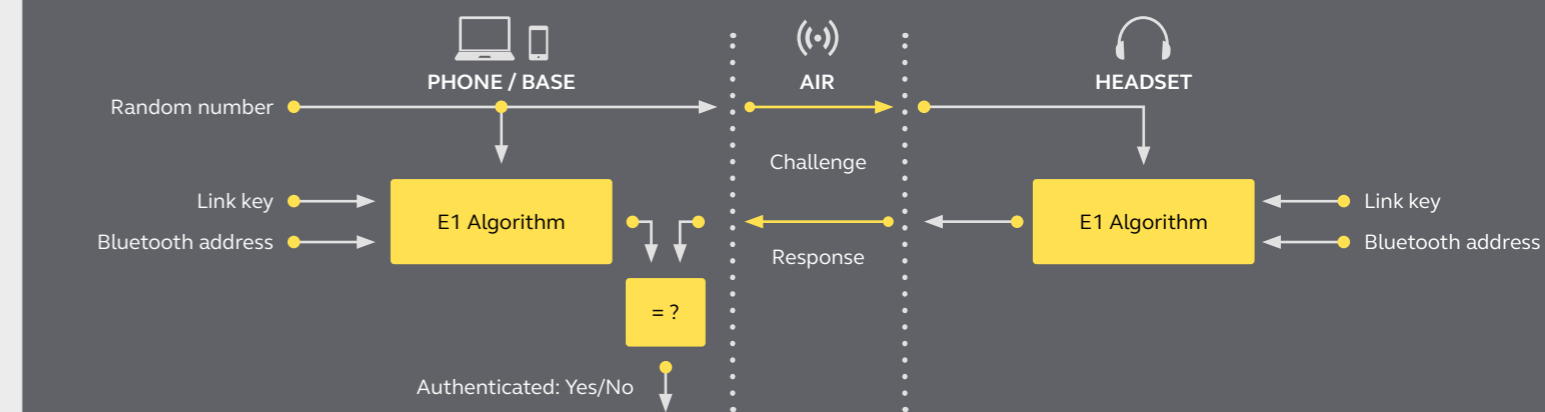 PHONE / BASE
AIR
HEADSET
Random number
Challenge
Link key
E1 Algorithm
E1 Algorithm
Link key
Bluetooth address
Bluetooth address
Response
= ?
Authenticated: Yes/No